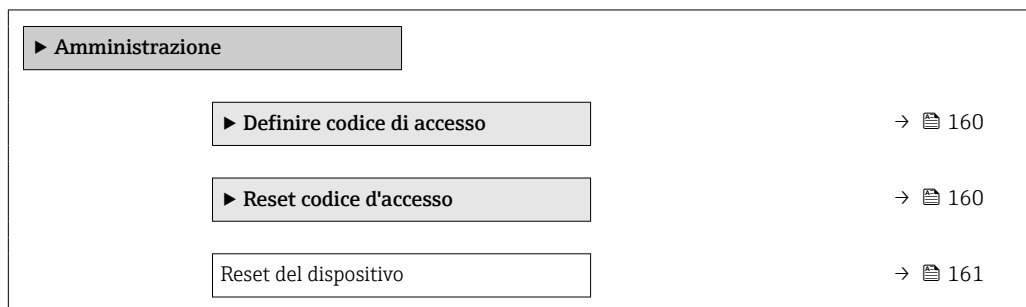 ▶ Amministrazione
▶ Definire codice di accesso → 160
▶ Reset codice d'accesso → 160
Reset del dispositivo → 161